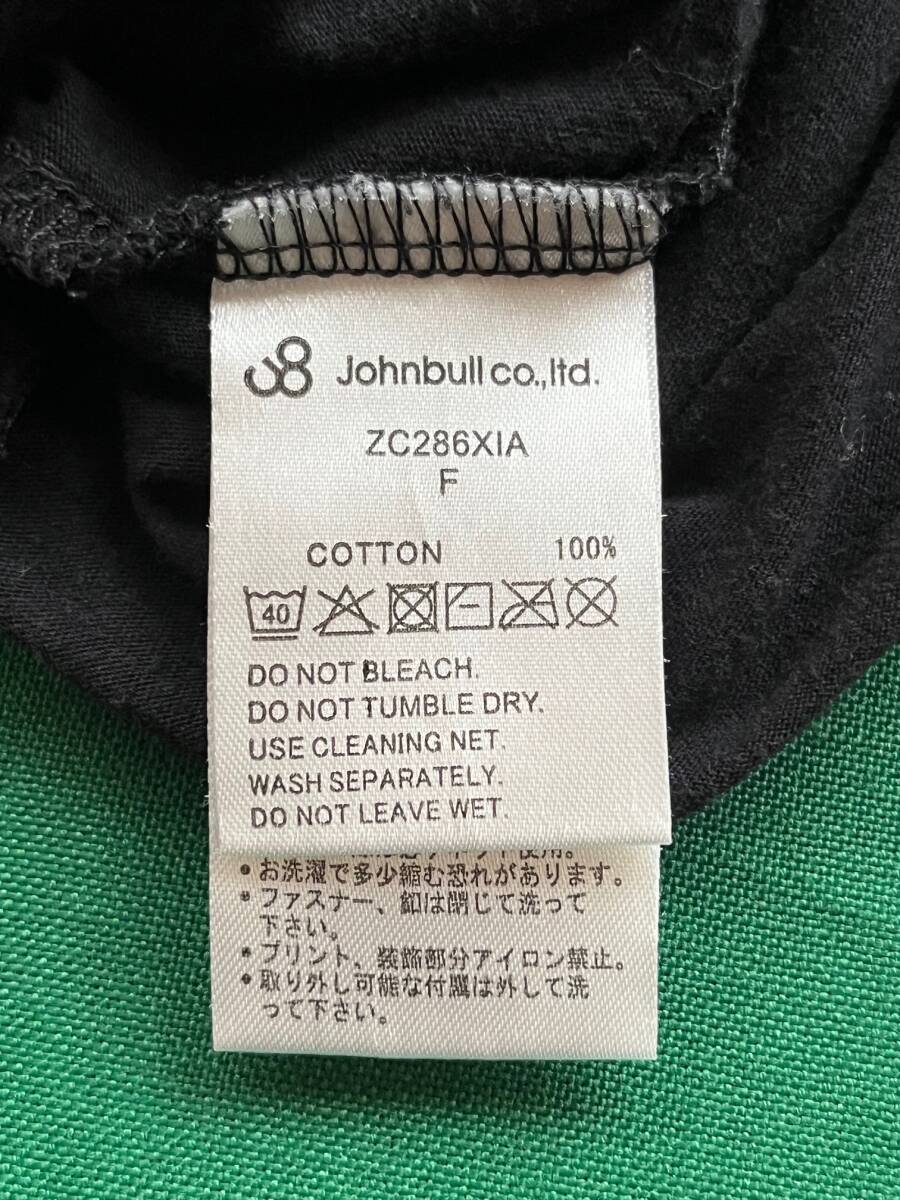 Johnbull co.,ltd.
ZC286XIA
F
COTTON 100%
40
DO NOT BLEACH.
DO NOT TUMBLE DRY.
USE CLEANING NET.
WASH SEPARATELY.
DO NOT LEAVE WET.
使用。
•お洗濯で多少縮む恐れがあります。
•ファスナー、釦は閉じて洗って
下さい。
•プリント、装飾部分アイロン禁止。
•取り外し可能な付属は外して洗
って下さい。